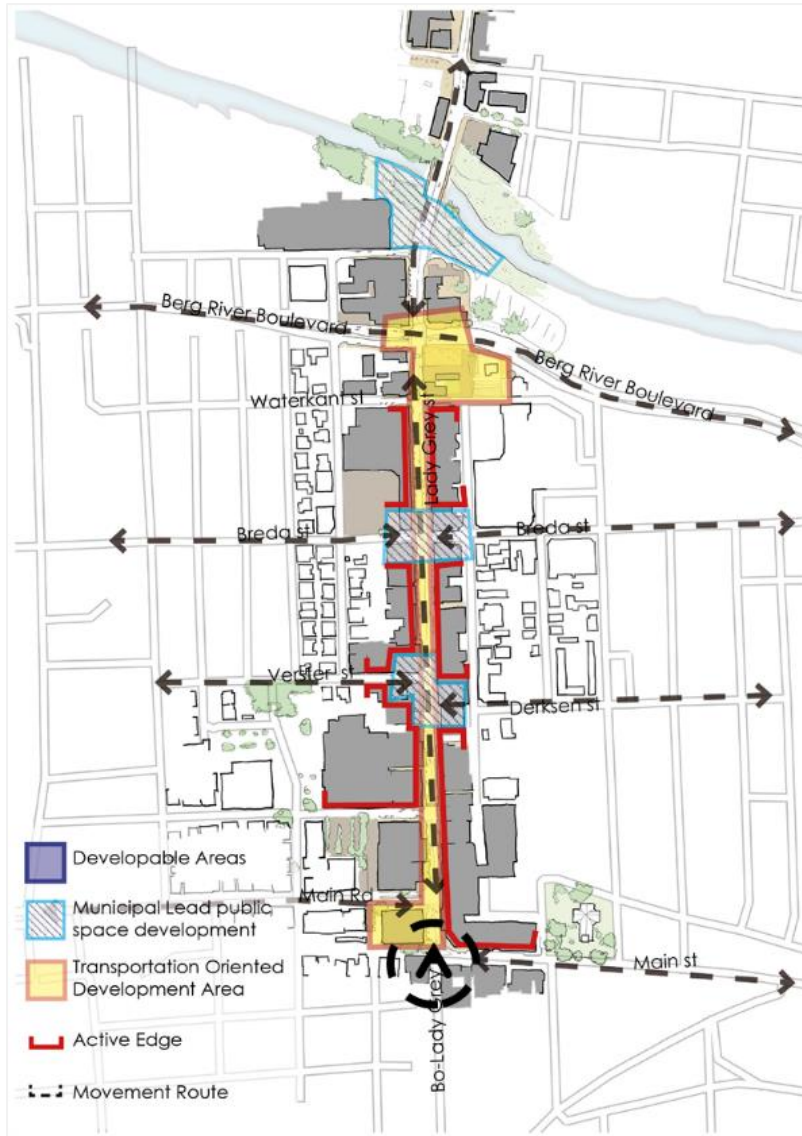 Berg River Boulevard
Berg River Boulevard
Waterkant st
Lady Grey st
Breda st
Breda st
Verster st
Derksen st
Developable Areas
Municipal Lead public
space development
Main Rd
Transportation Oriented
Development Area
Main st
Active Edge
Bo-Lady Grey
Movement Route